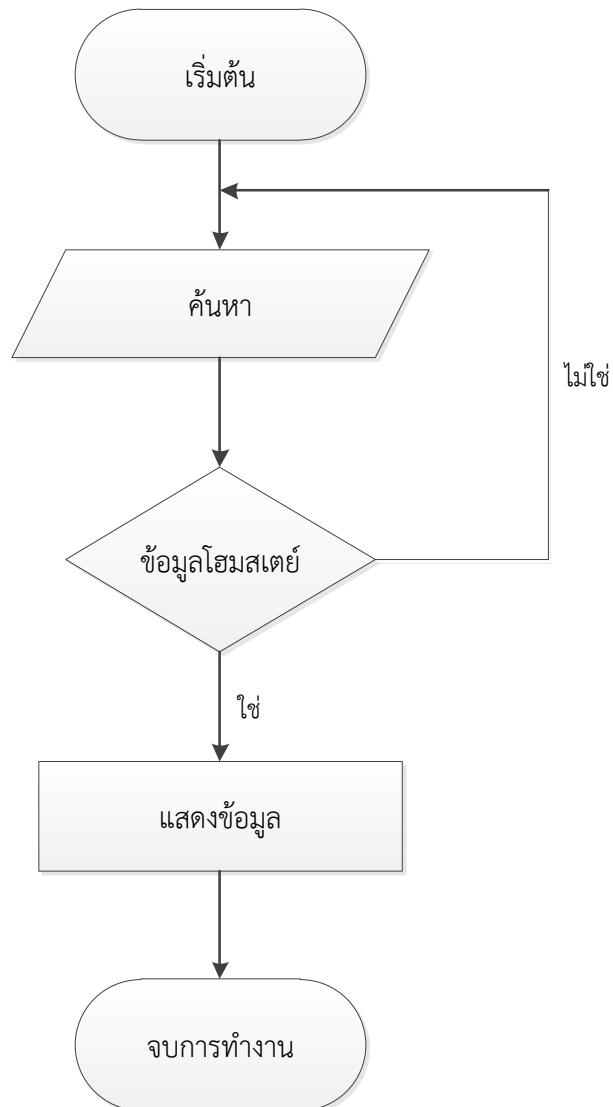 เริ่มต้น
ค้นหา
ไม่ใช่
ข้อมูลโฮมสเตย์
ใช่
แสดงข้อมูล
จบการทำงาน